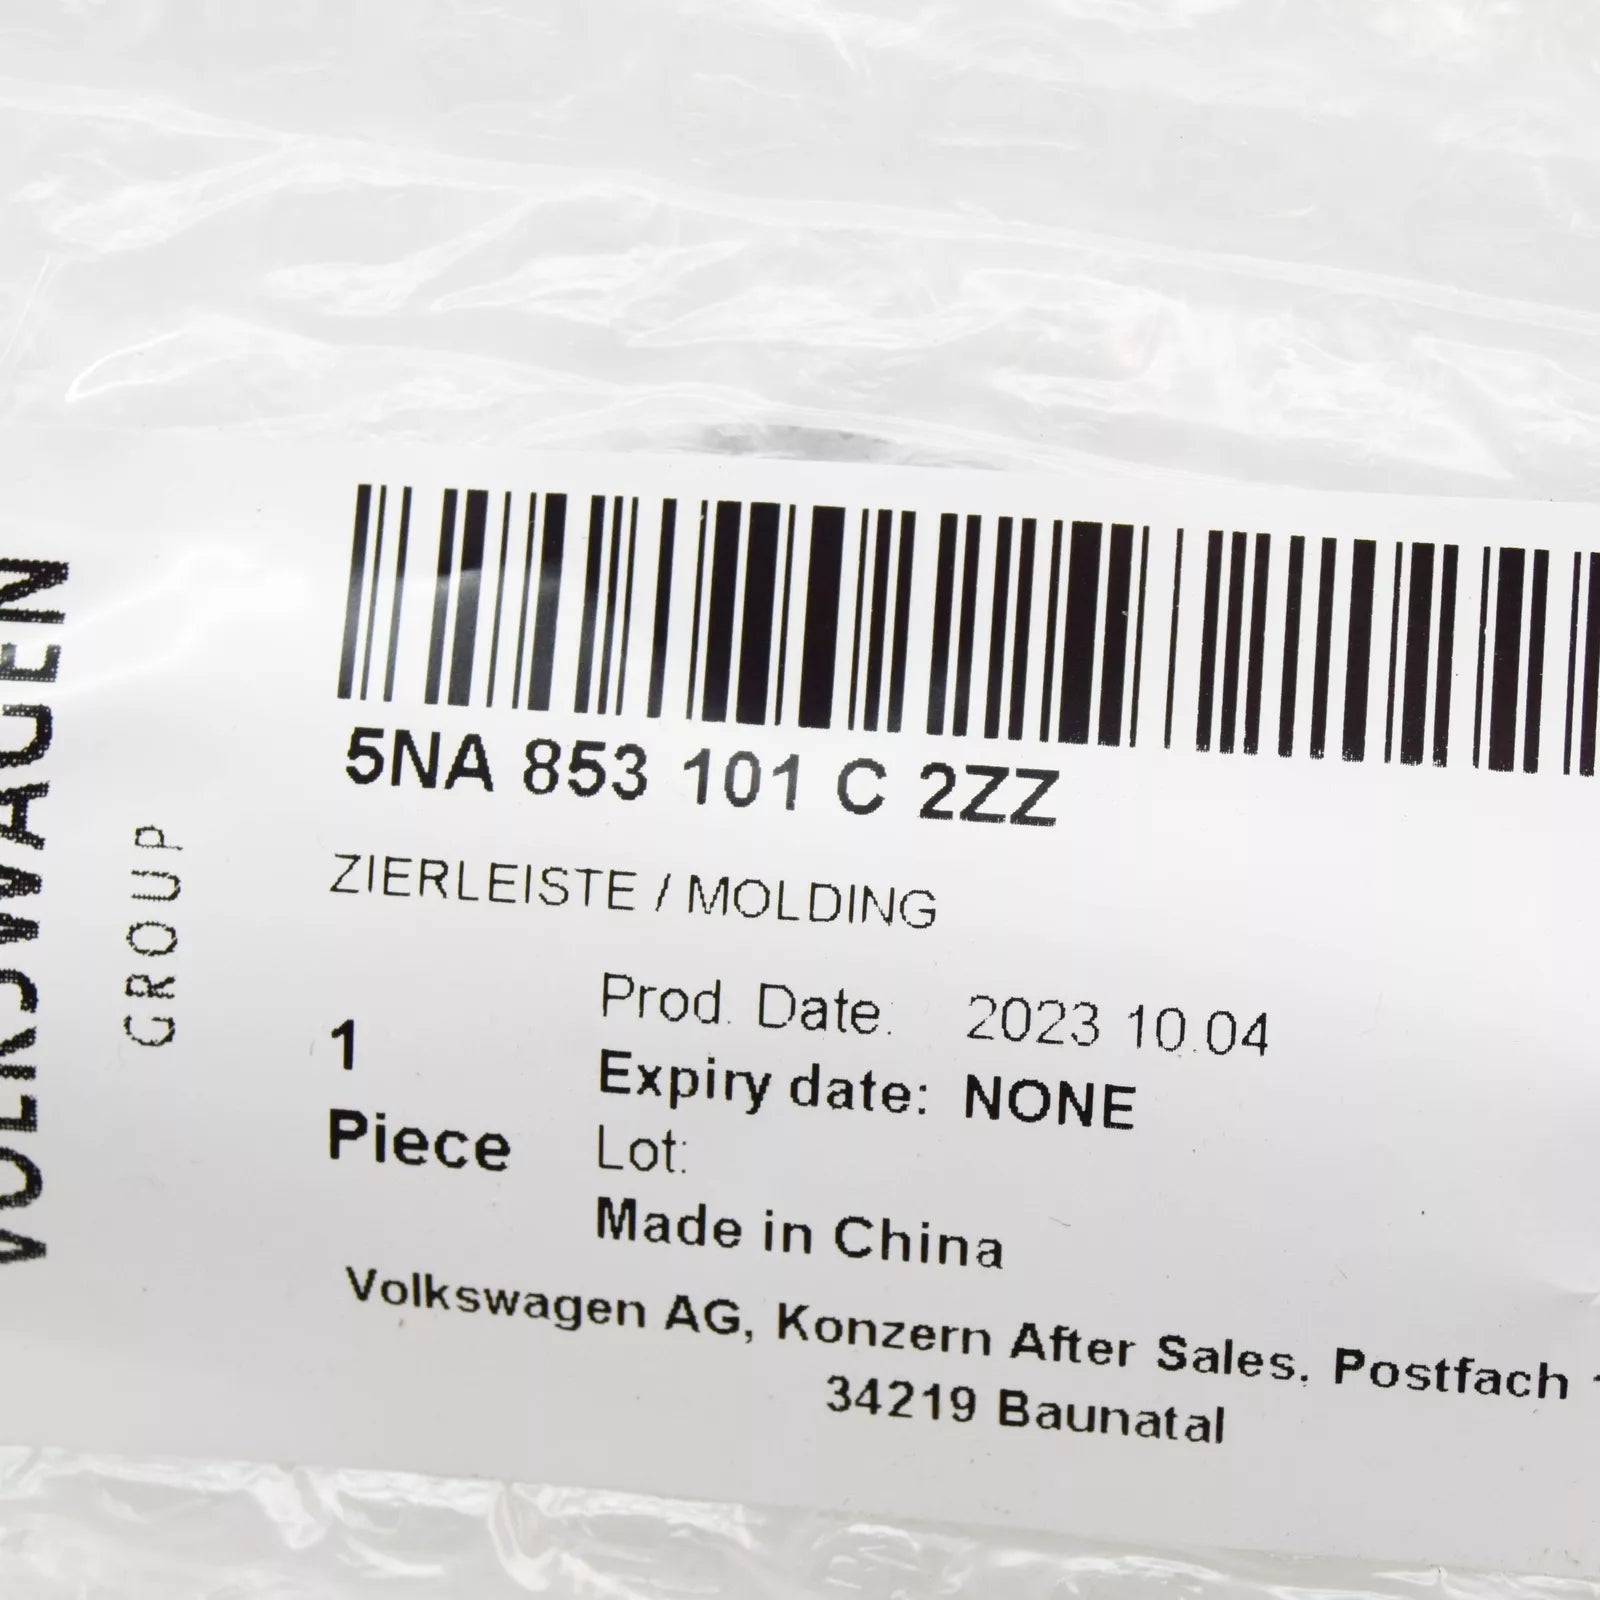 VOLKSWAGEN
GROUP
5NA 853 101 C 2ZZ
ZIERLEISTE / MOLDING
Prod. Date: 2023.10.04
1 Expiry date: NONE
Piece Lot:
Made in China
Volkswagen AG, Konzern After Sales, Postfach
34219 Baunatal